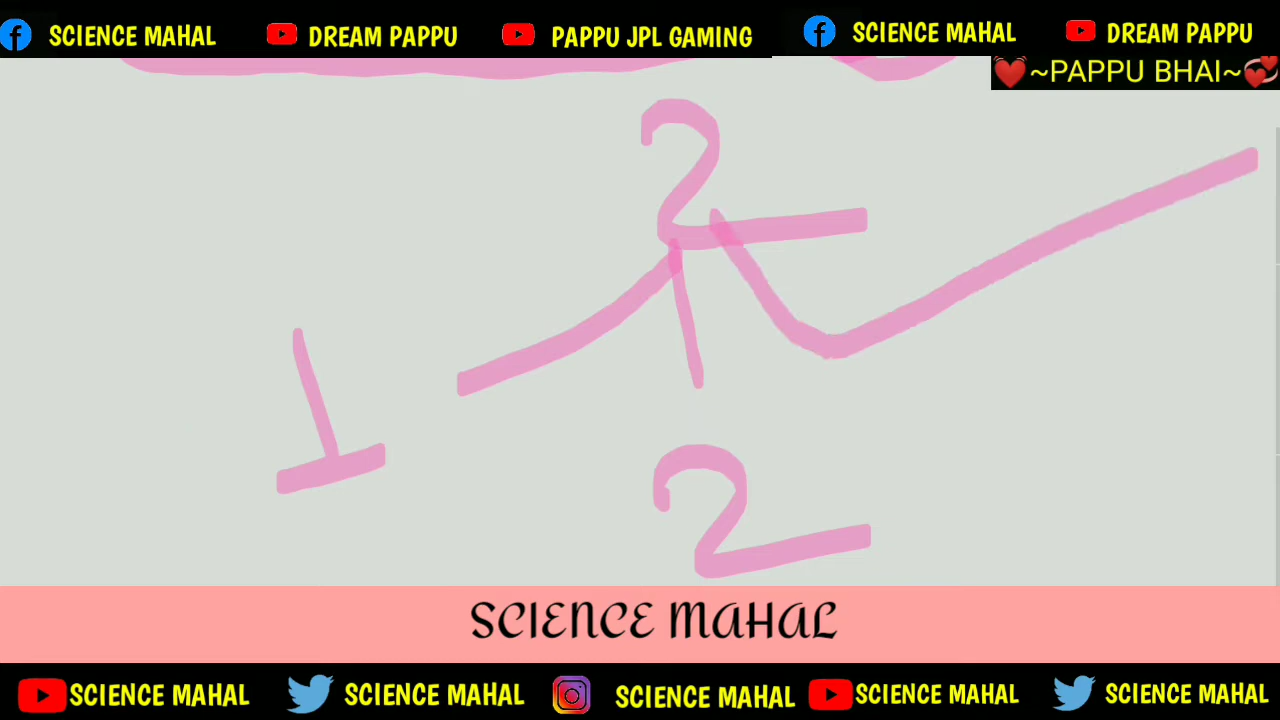 SCIENCE MAHAL DREAM PAPPU PAPPU JPL GAMING SCIENCE MAHAL DREAM PAPPU
~PAPPU BHAI~
2
1
2
SCIENCE MAHAL
SCIENCE MAHAL SCIENCE MAHAL SCIENCE MAHAL SCIENCE MAHAL SCIENCE MAHAL